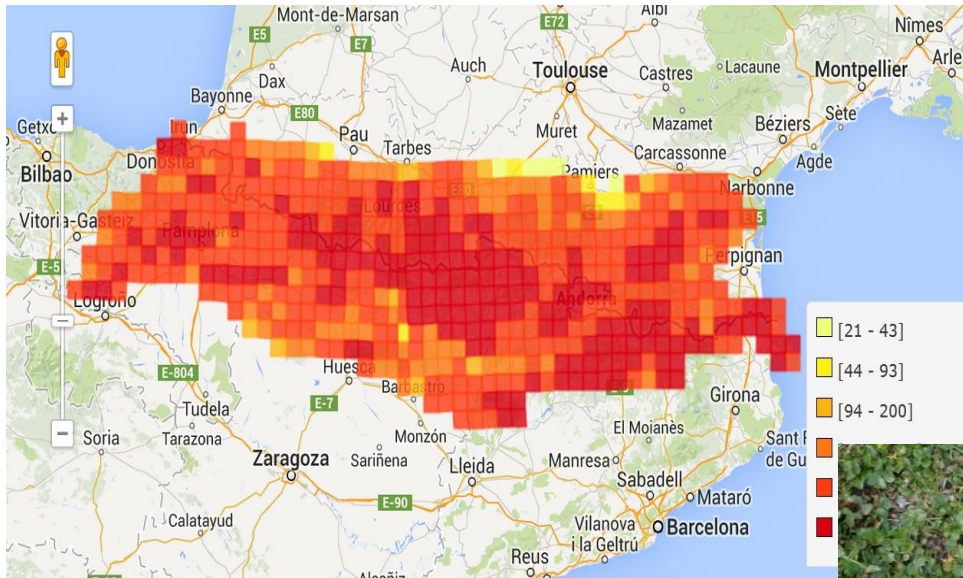 Mont-de-Marsan
Albi
Nîmes
E5
E7
E72
Dax
Auch
Toulouse
Castres
Lacaune
Montpellier
Arle
Bayonne
E80
Mazamet
Sète
Getxo
Irun
Pau
Tarbes
Muret
Béziers
Bilbao
Donostia
Carcassonne
Agde
Pamiers
Narbonne
E80
Lourdes
E15
Vitoria-Gasteiz
Pamplona
Perpignan
E-5
Logroño
Andorra
[21 - 43]
[44 - 93]
E-804
Huesca
Barbastro
E-7
E-9
Girona
[94 - 200]
Tudela
El Moianès
Soria
Tarazona
Monzón
Sant F
de Gu
Zaragoza
Sariñena
Lleida
Manresa
Sabadell
Mataró
E-90
Calatayud
Vilanova
i la Geltrú
Barcelona
Reus
Alcañiz
+
−